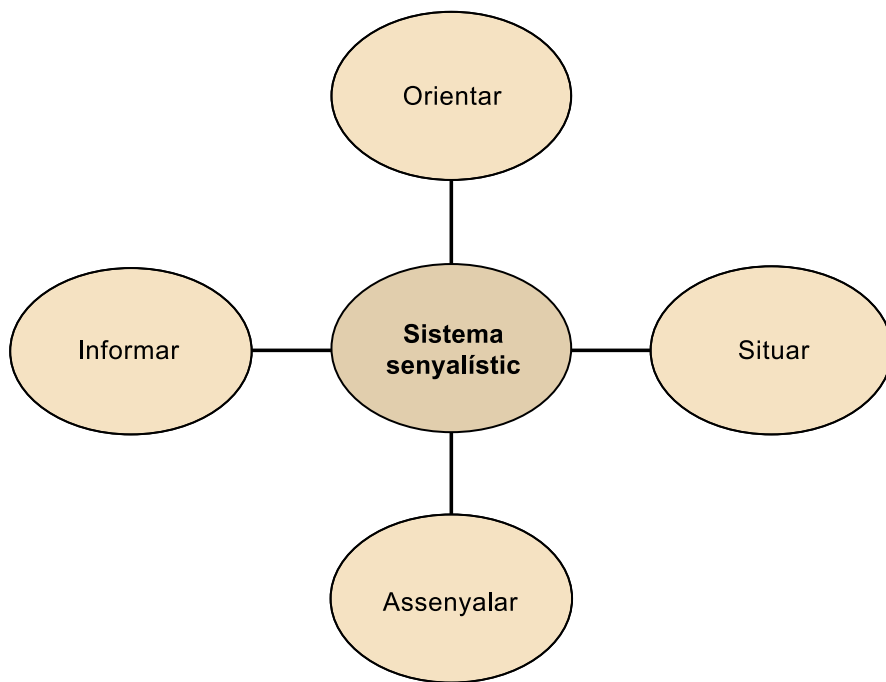 Orientar
Informar
Sistema
senyalístic
Situar
Assenyalar